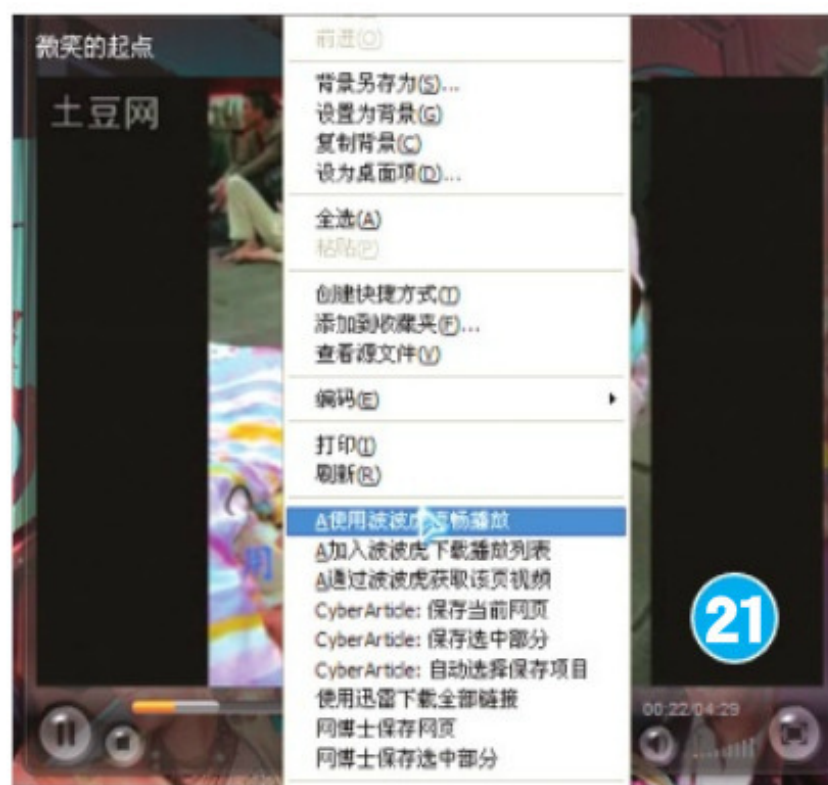 微笑的起点
土豆网
前进(O)
背景另存为(S)...
设置为背景(G)
复制背景(C)
设为桌面项(D)...
全选(A)
粘贴(P)
创建快捷方式(T)
添加到收藏夹(F)...
查看源文件(V)
编码(E)
打印(I)
刷新(R)
A使用波波虎流畅播放
A加入波波虎下载播放列表
A通过波波虎获取该页视频
CyberArticle: 保存当前网页
CyberArticle: 保存选中部分
CyberArticle: 自动选择保存项目
使用迅雷下载全部链接
网博士保存网页
网博士保存选中部分
用
21
00:22/04:29